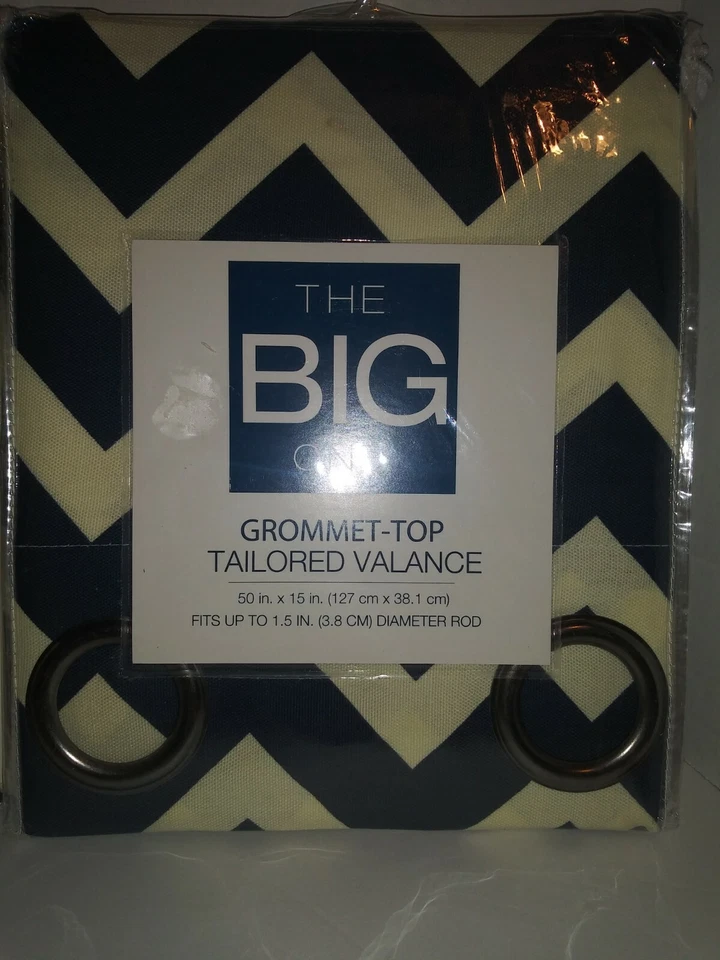 THE
BIG
ONE
GROMMET-TOP
TAILORED VALANCE
50 in. x 15 in. (127 cm x 38.1 cm)
FITS UP TO 1.5 IN. (3.8 CM) DIAMETER ROD